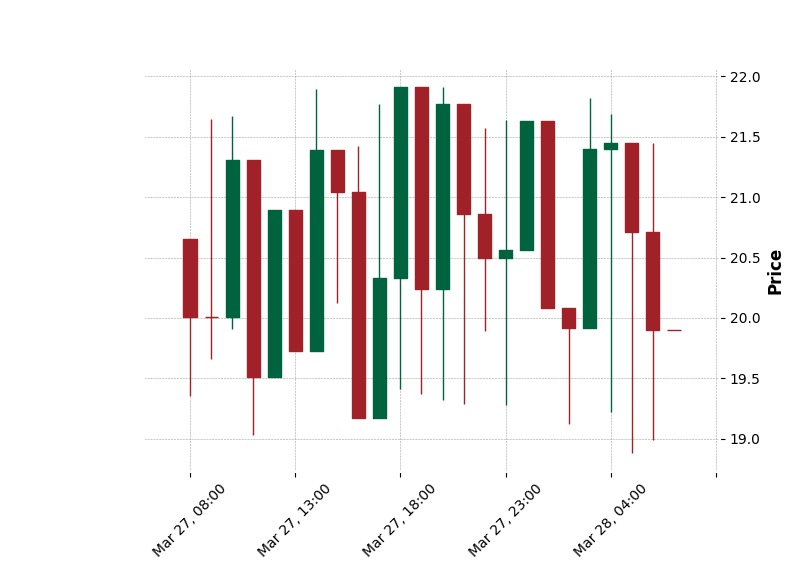 22.0
21.5
21.0
20.5
20.0
19.5
19.0
Price
Mar 27, 08:00
Mar 27, 13:00
Mar 27, 18:00
Mar 27, 23:00
Mar 28, 04:00